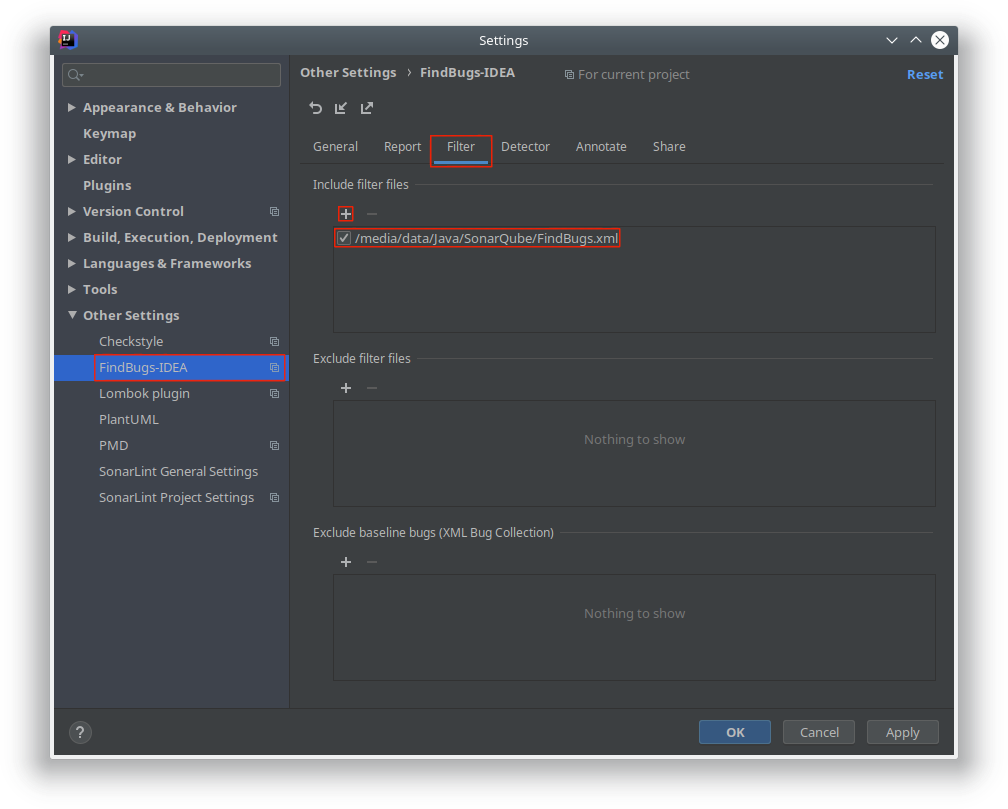 Settings
Appearance & Behavior
Keymap
Editor
Plugins
Version Control
Build, Execution, Deployment
Languages & Frameworks
Tools
Other Settings
Checkstyle
FindBugs-IDEA
Lombok plugin
PlantUML
PMD
SonarLint General Settings
SonarLint Project Settings
Other Settings › FindBugs-IDEA
For current project
Reset
General Report Filter Detector Annotate Share
Include filter files
/media/data/Java/SonarQube/FindBugs.xml
Exclude filter files
Nothing to show
Exclude baseline bugs (XML Bug Collection)
Nothing to show
?
OK Cancel Apply